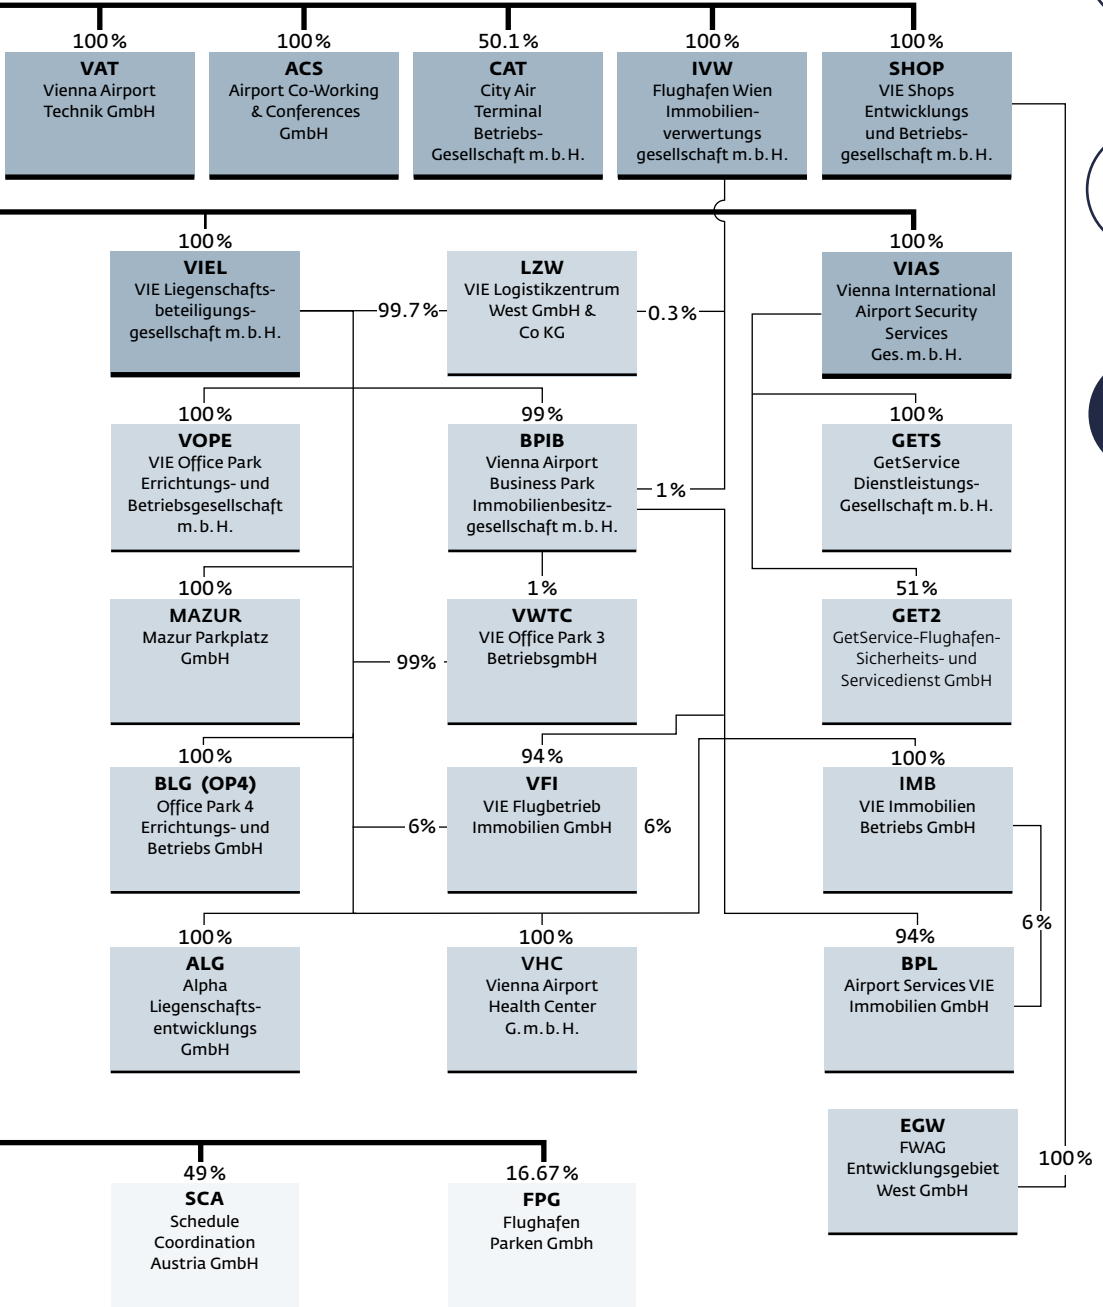 100%
VAT
Vienna Airport
Technik GmbH
100%
ACS
Airport Co-Working
& Conferences
GmbH
50.1%
CAT
City Air
Terminal
Betriebs-
Gesellschaft m.b.H.
100%
IVW
Flughafen Wien
Immobilien-
verwertungs
gesellschaft m.b.H.
100%
SHOP
VIE Shops
Entwicklungs
und Betriebs-
gesellschaft m.b.H.
100%
VIEL
VIE Liegenschafts-
beteiligungs-
gesellschaft m.b.H.
99.7%
LZW
VIE Logistikzentrum
West GmbH &
Co KG
0.3%
100%
VIAS
Vienna International
Airport Security
Services
Ges.m.b.H.
100%
VOPE
VIE Office Park
Errichtungs- und
Betriebsgesellschaft
m.b.H.
99%
BPIB
Vienna Airport
Business Park
Immobilienbesitz-
gesellschaft m.b.H.
1%
100%
GETS
GetService
Dienstleistungs-
Gesellschaft m.b.H.
100%
MAZUR
Mazur Parkplatz
GmbH
99%
1%
VWTC
VIE Office Park 3
BetriebsgmbH
51%
GET2
GetService-Flughafen-
Sicherheits- und
Servicedienst GmbH
100%
BLG (OP4)
Office Park 4
Errichtungs- und
Betriebs GmbH
6%
94%
VFI
VIE Flugbetrieb
Immobilien GmbH
6%
100%
IMB
VIE Immobilien
Betriebs GmbH
6%
100%
ALG
Alpha
Liegenschafts-
entwicklungs
GmbH
100%
VHC
Vienna Airport
Health Center
G.m.b.H.
94%
BPL
Airport Services VIE
Immobilien GmbH
EGW
FWAG
Entwicklungsgebiet
West GmbH
100%
49%
SCA
Schedule
Coordination
Austria GmbH
16.67%
FPG
Flughafen
Parken Gmbh